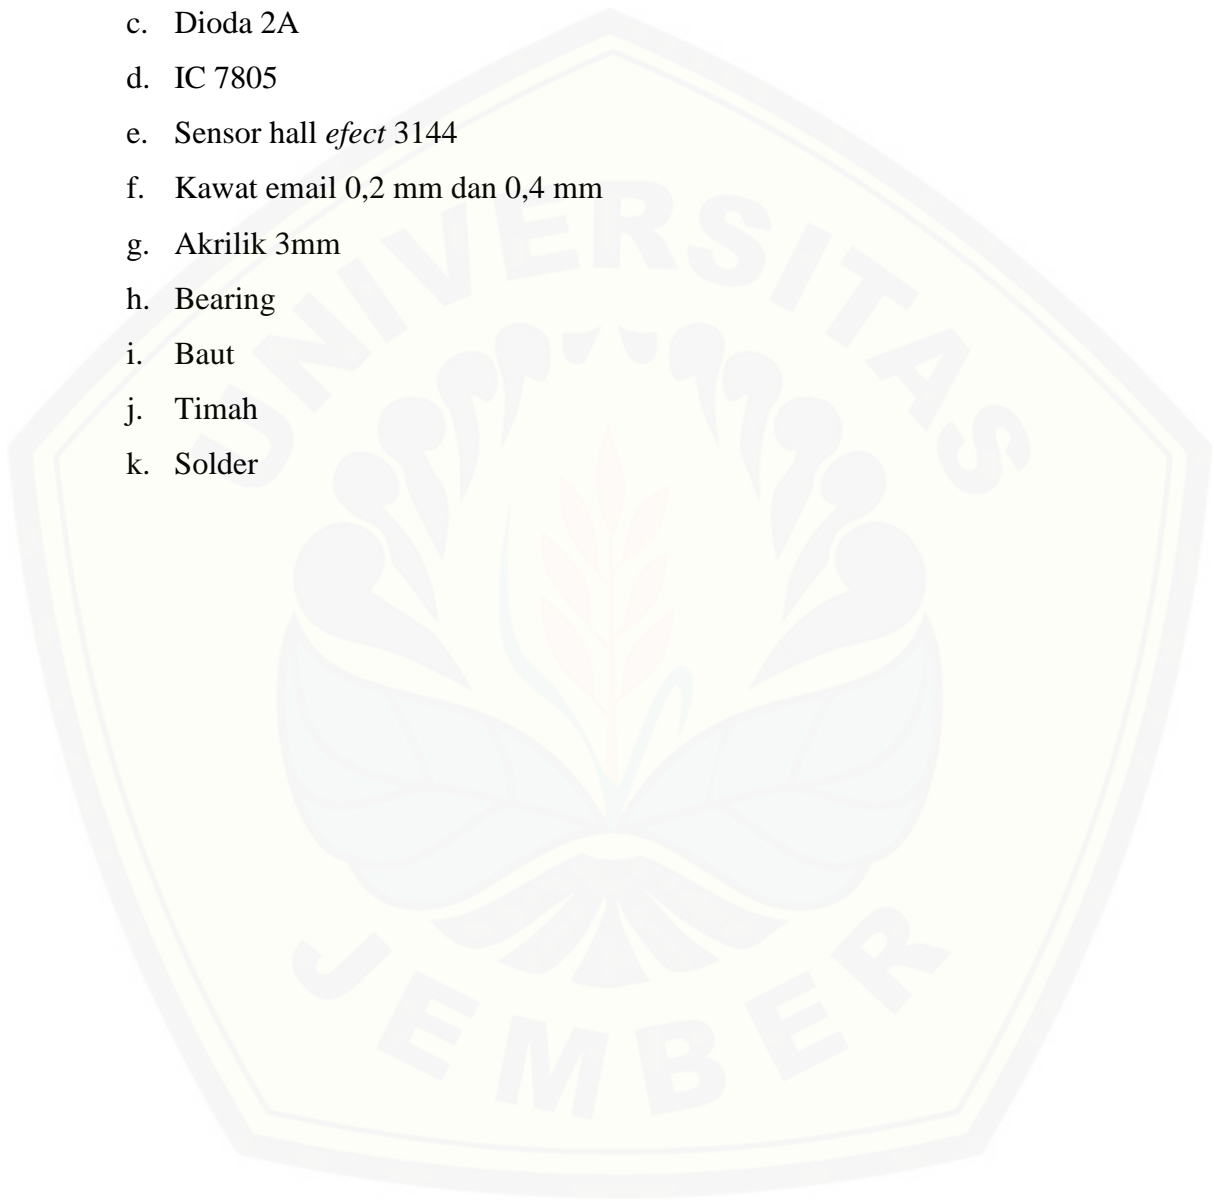 c. Dioda 2A
d. IC 7805
e. Sensor hall efect 3144
f. Kawat email 0,2 mm dan 0,4 mm
g. Akrilik 3mm
h. Bearing
i. Baut
j. Timah
k. Solder
UNIVERSITAS
JEMBER